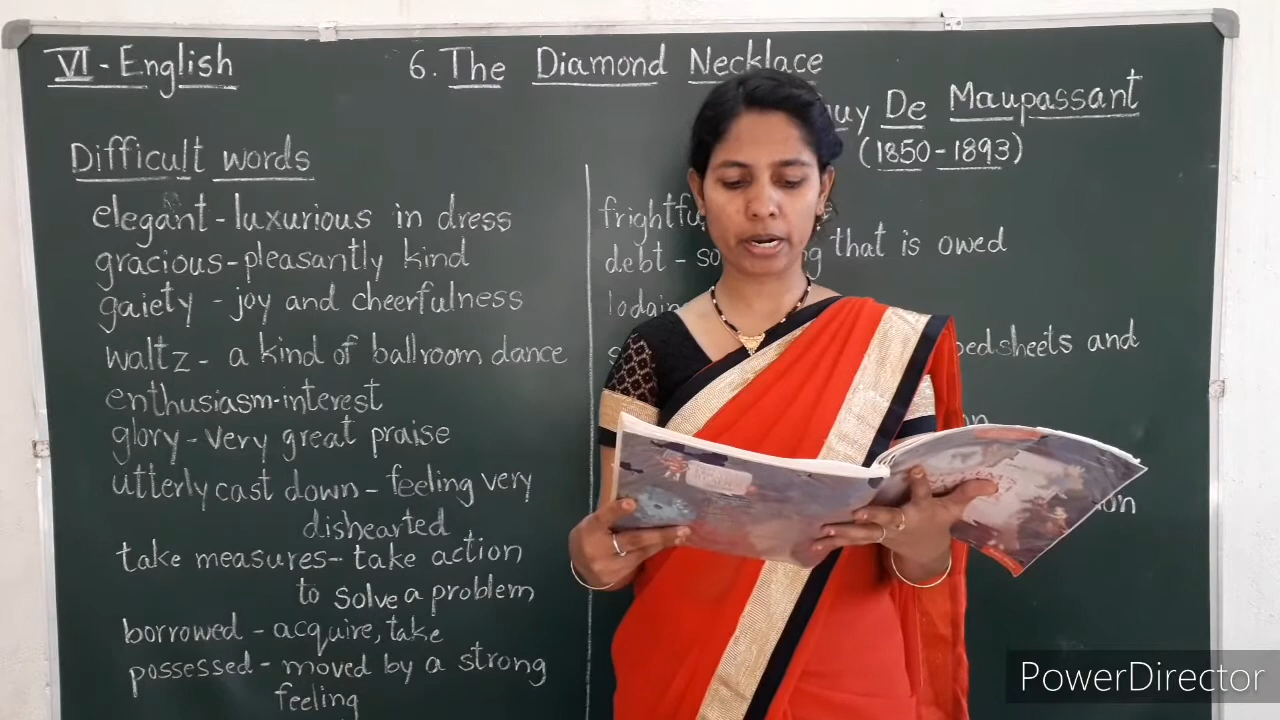 VI - English
6. The Diamond Necklace
De Maupassant
(1850-1893)
Difficult words
elegant - luxurious in dress
gracious - pleasantly kind
gaiety - joy and cheerfulness
waltz - a kind of ballroom dance
enthusiasm - interest
glory - very great praise
utterly cast down - feeling very
dishearted
take measures - take action
to solve a problem
borrowed - acquire, take
possessed - moved by a strong
feeling
debt - that is owed
bedsheets and
PowerDirector